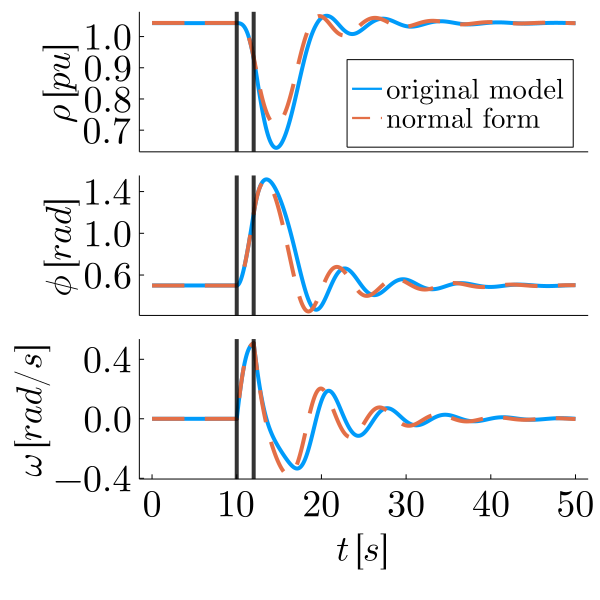 ρ [pu]
1.0
0.9
0.8
0.7
original model
normal form
ϕ [rad]
1.4
1.0
0.6
ω [rad/s]
0.4
0.0
−0.4
0 10 20 30 40 50
t [s]